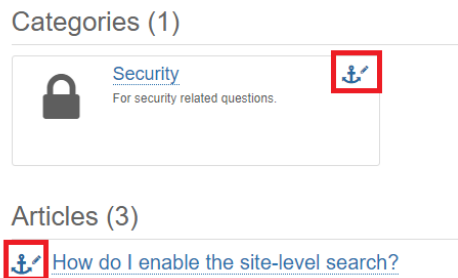 Categories (1)
Security
For security related questions.
Articles (3)
How do I enable the site-level search?